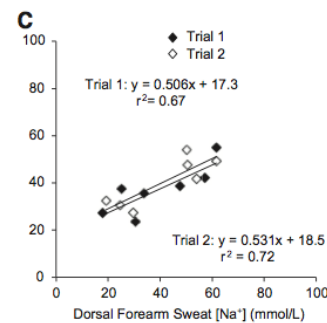 C
Trial 1
Trial 2
Trial 1: y = 0.506x + 17.3
r²= 0.67
100
80
60
40
20
0
Trial 2: y = 0.531x + 18.5
r² = 0.72
0 20 40 60 80 100
Dorsal Forearm Sweat [Na⁺] (mmol/L)